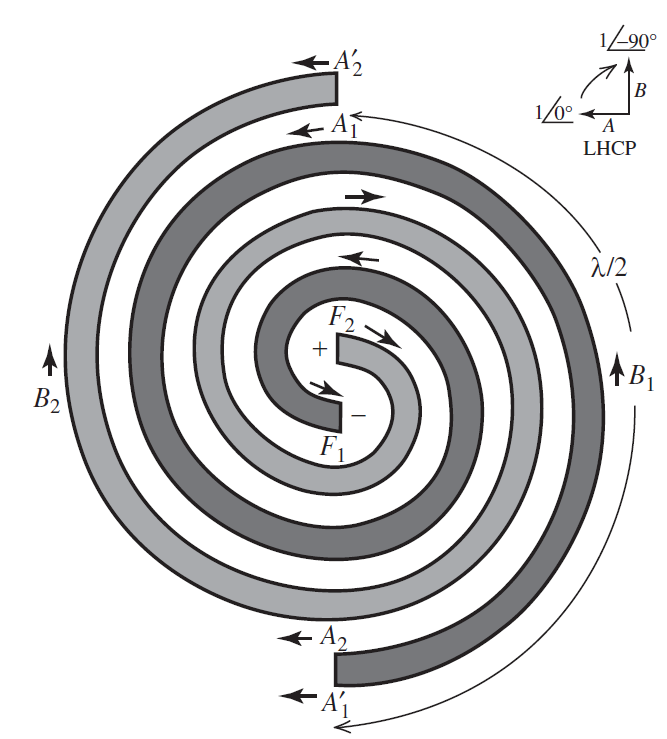 A′₂
1∠–90°
B
1∠0°
A
LHCP
A₁
λ/2
F₂
+
B₂
B₁
–
F₁
A₂
A′₁